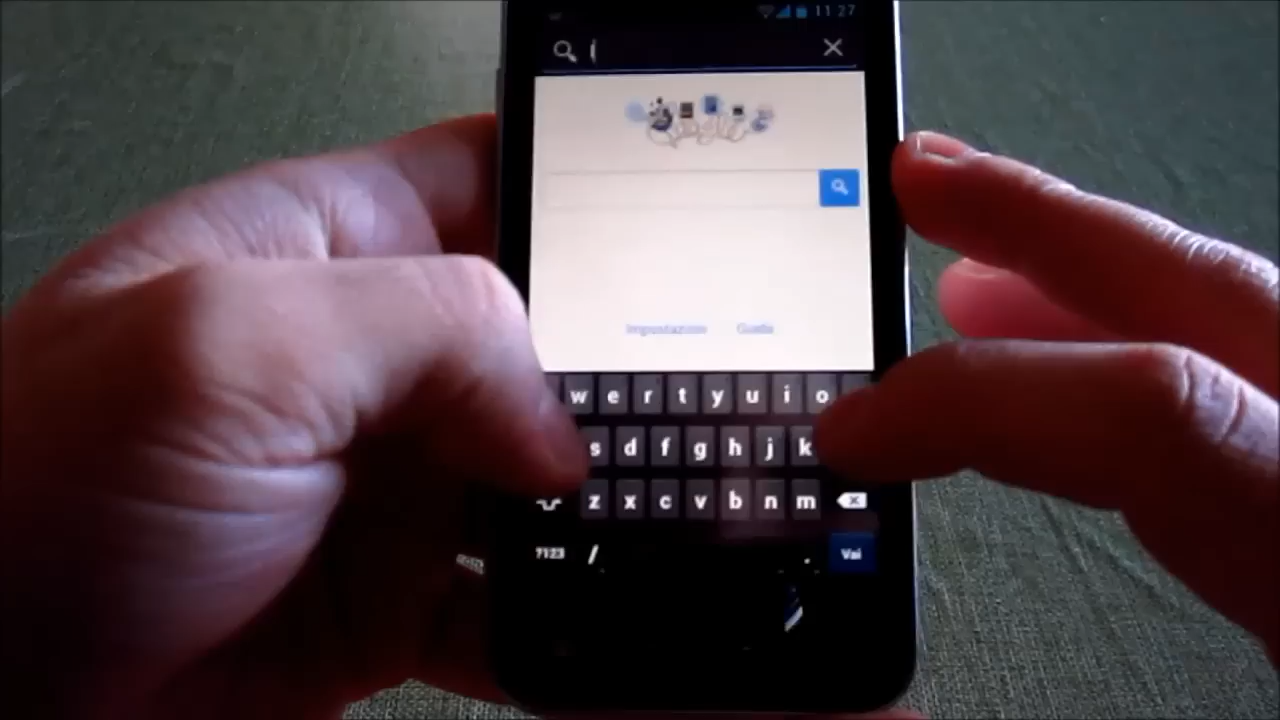 11 27
Impostazioni Guida
w e r t y u i o
s d f g h j k
z x c v b n m
?123 / . Vai